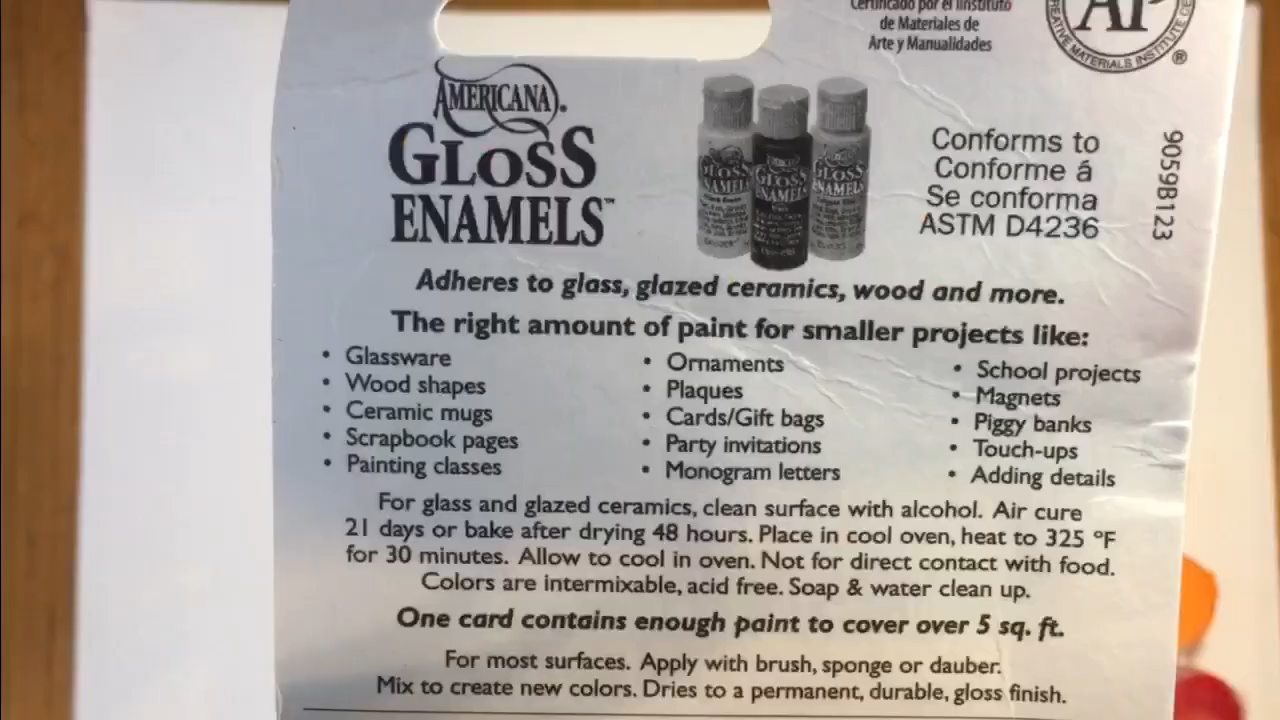 Certificado por el Iinstituto
de Materiales de
Arte y Manualidades
AP
CREATIVE MATERIALS INSTITUTE
®
AMERICANA®
GLOSS
ENAMELS™
GLOSS
ENAMELS
Conforms to
Conforme á
Se conforma
ASTM D4236
9059B123
Adheres to glass, glazed ceramics, wood and more.
The right amount of paint for smaller projects like:
• Glassware
• Wood shapes
• Ceramic mugs
• Scrapbook pages
• Painting classes
• Ornaments
• Plaques
• Cards/Gift bags
• Party invitations
• Monogram letters
• School projects
• Magnets
• Piggy banks
• Touch-ups
• Adding details
For glass and glazed ceramics, clean surface with alcohol. Air cure
21 days or bake after drying 48 hours. Place in cool oven, heat to 325 ºF
for 30 minutes. Allow to cool in oven. Not for direct contact with food.
Colors are intermixable, acid free. Soap & water clean up.
One card contains enough paint to cover over 5 sq. ft.
For most surfaces. Apply with brush, sponge or dauber.
Mix to create new colors. Dries to a permanent, durable, gloss finish.